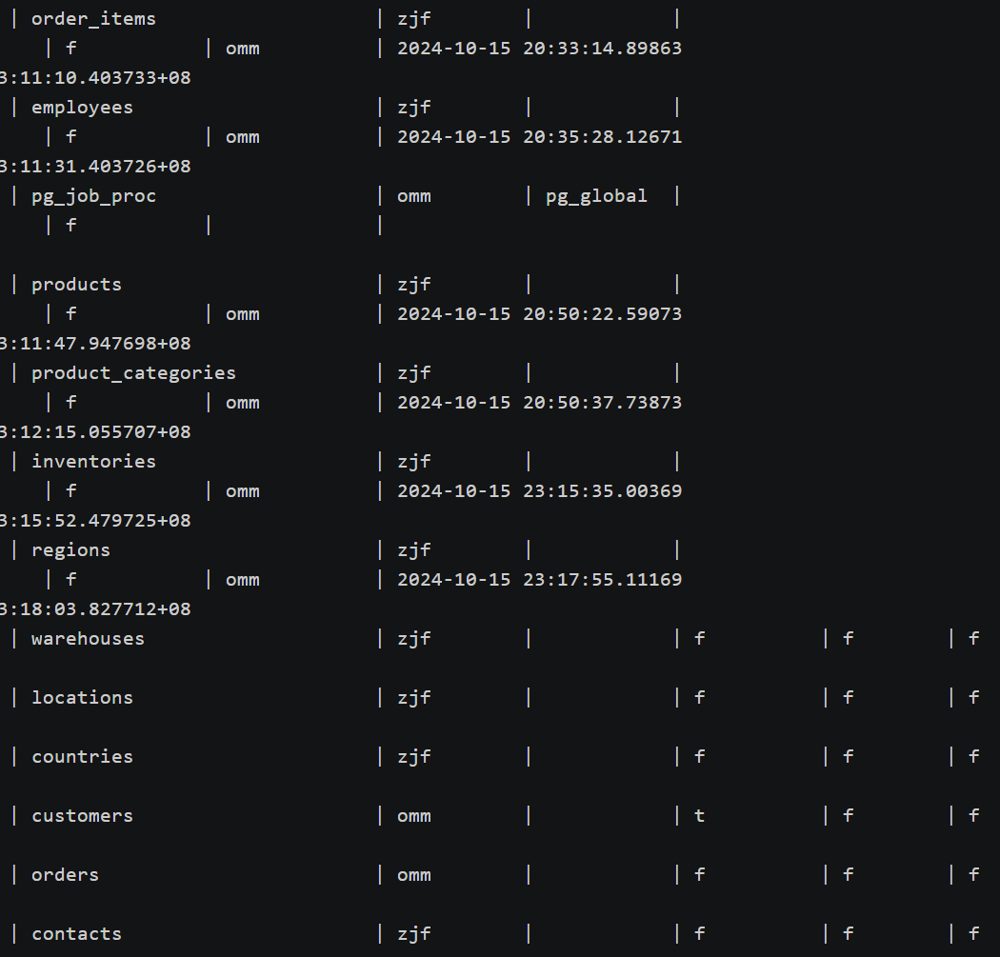 | order_items | zjf | |
| f | omm | 2024-10-15 20:33:14.89863
3:11:10.403733+08
| employees | zjf | |
| f | omm | 2024-10-15 20:35:28.12671
3:11:31.403726+08
| pg_job_proc | omm | pg_global |
| f | |
| products | zjf | |
| f | omm | 2024-10-15 20:50:22.59073
3:11:47.947698+08
| product_categories | zjf | |
| f | omm | 2024-10-15 20:50:37.73873
3:12:15.055707+08
| inventories | zjf | |
| f | omm | 2024-10-15 23:15:35.00369
3:15:52.479725+08
| regions | zjf | |
| f | omm | 2024-10-15 23:17:55.11169
3:18:03.827712+08
| warehouses | zjf | | f | f | f
| locations | zjf | | f | f | f
| countries | zjf | | f | f | f
| customers | omm | | t | f | f
| orders | omm | | f | f | f
| contacts | zjf | | f | f | f